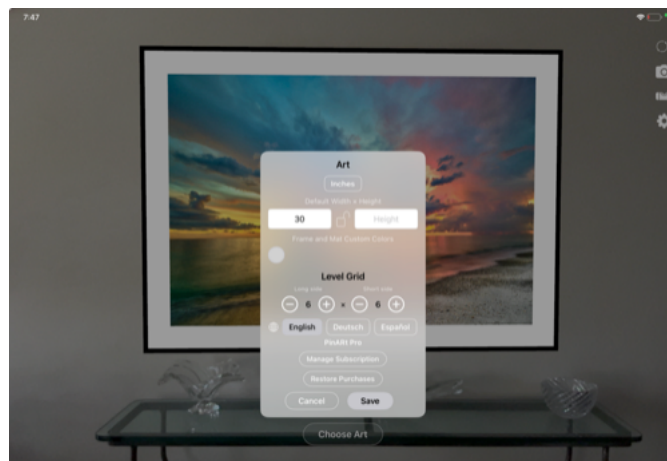 7:47
Art
Inches
Default Width x Height
30 Height
Frame and Mat Custom Colors
Level Grid
Long side Short side
6 × 6
English Deutsch Español
PinARt Pro
Manage Subscription
Restore Purchases
Cancel Save
Choose Art